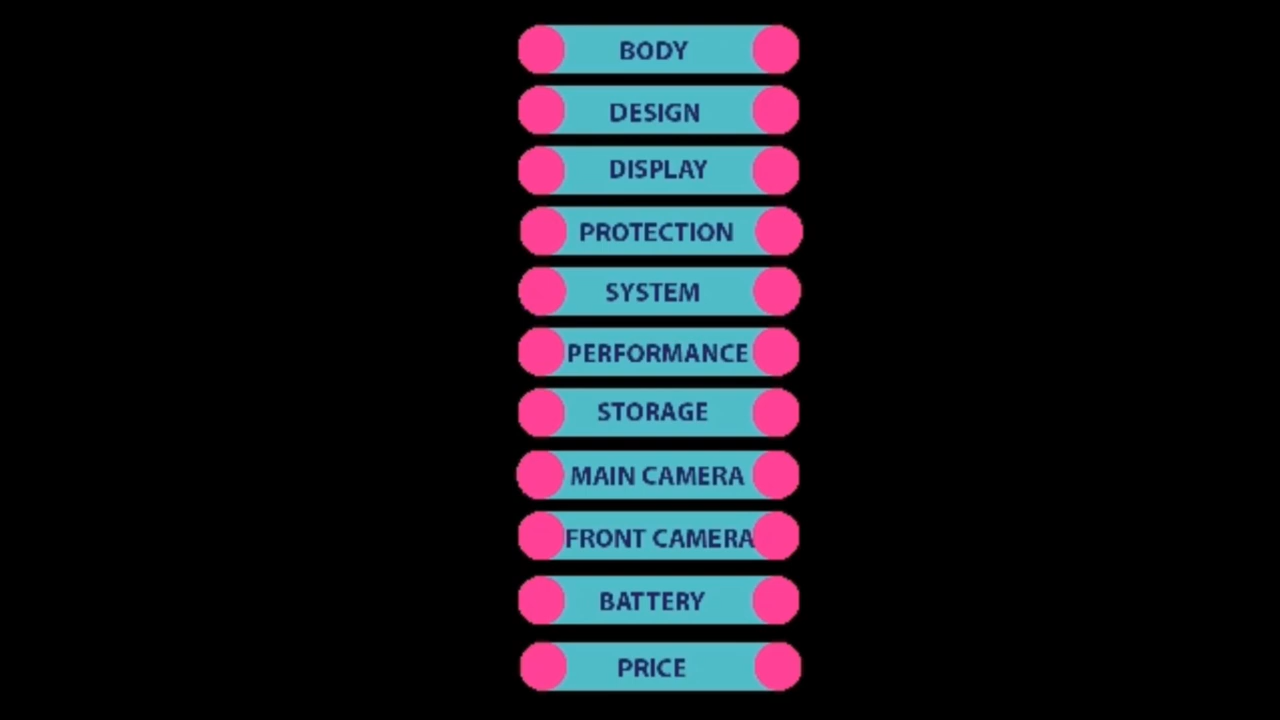 BODY
DESIGN
DISPLAY
PROTECTION
SYSTEM
PERFORMANCE
STORAGE
MAIN CAMERA
FRONT CAMERA
BATTERY
PRICE